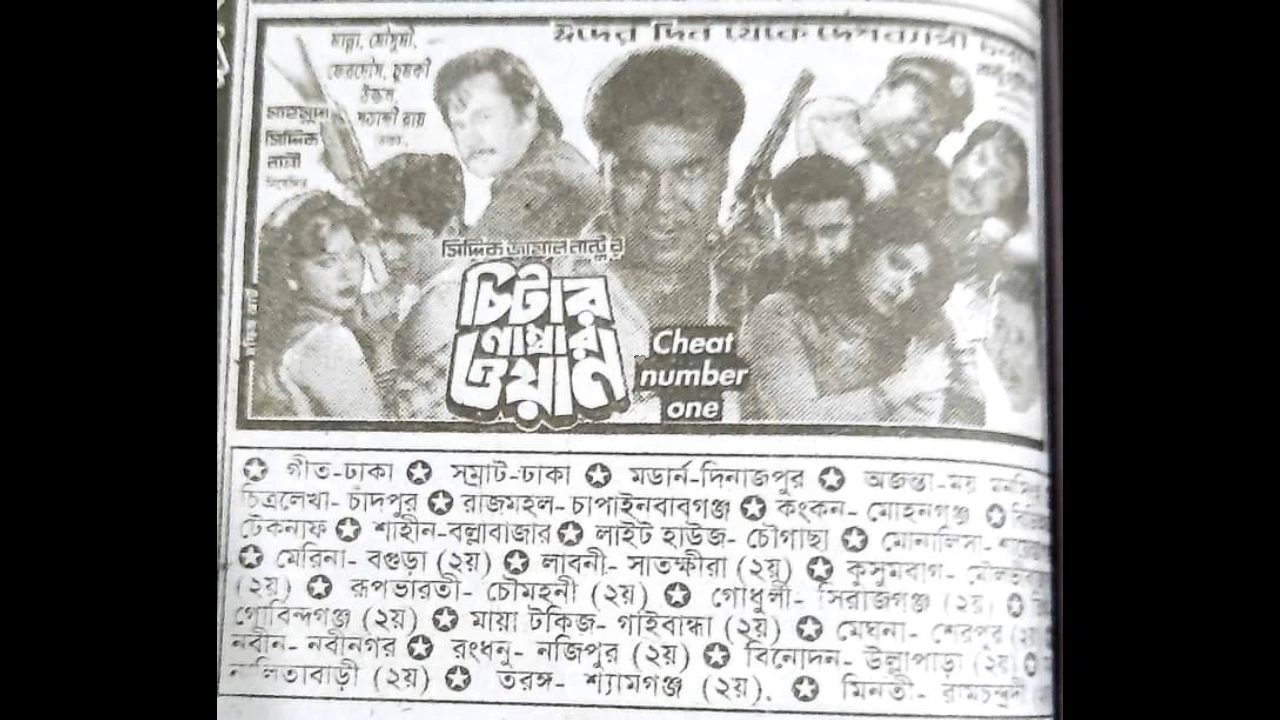 ঈদের দিন থেকে দেশব্যাপী
মান্না, মৌসুমী,
ফেরদৌস, চুমকী
উজ্জল,
শতাব্দী রায়
সিদ্দিক
সিদ্দিক জামাল নান্টুর
চিটার
নাম্বার
ওয়ান
Cheat
number
one
✪ গীত-ঢাকা ✪ সম্রাট-ঢাকা ✪ মডার্ন-দিনাজপুর ✪ অজন্তা-ময়
চিত্রলেখা- চাঁদপুর ✪ রাজমহল- চাপাইনবাবগঞ্জ ✪ কংকন- মোহনগঞ্জ ✪
টেকনাফ ✪ শাহীন-বল্লাবাজার ✪ লাইট হাউজ- চৌগাছা ✪ মোনালিসা-
✪ মেরিনা- বগুড়া (২য়) ✪ লাবনী- সাতক্ষীরা (২য়) ✪ কুসুমবাগ-
(২য়) ✪ রূপভারতী- চৌমহনী (২য়) ✪ গোধুলী- সিরাজগঞ্জ (২য়) ✪
গোবিন্দগঞ্জ (২য়) ✪ মায়া টকিজ- গাইবান্ধা (২য়) ✪ মেঘনা- শেরপুর
নবীন- নবীনগর ✪ রংধনু- নজিপুর (২য়) ✪ বিনোদন- উল্লাপাড়া (২য়) ✪
নালিতাবাড়ী (২য়) ✪ তরঙ্গ- শ্যামগঞ্জ (২য়). ✪ মিনতী-